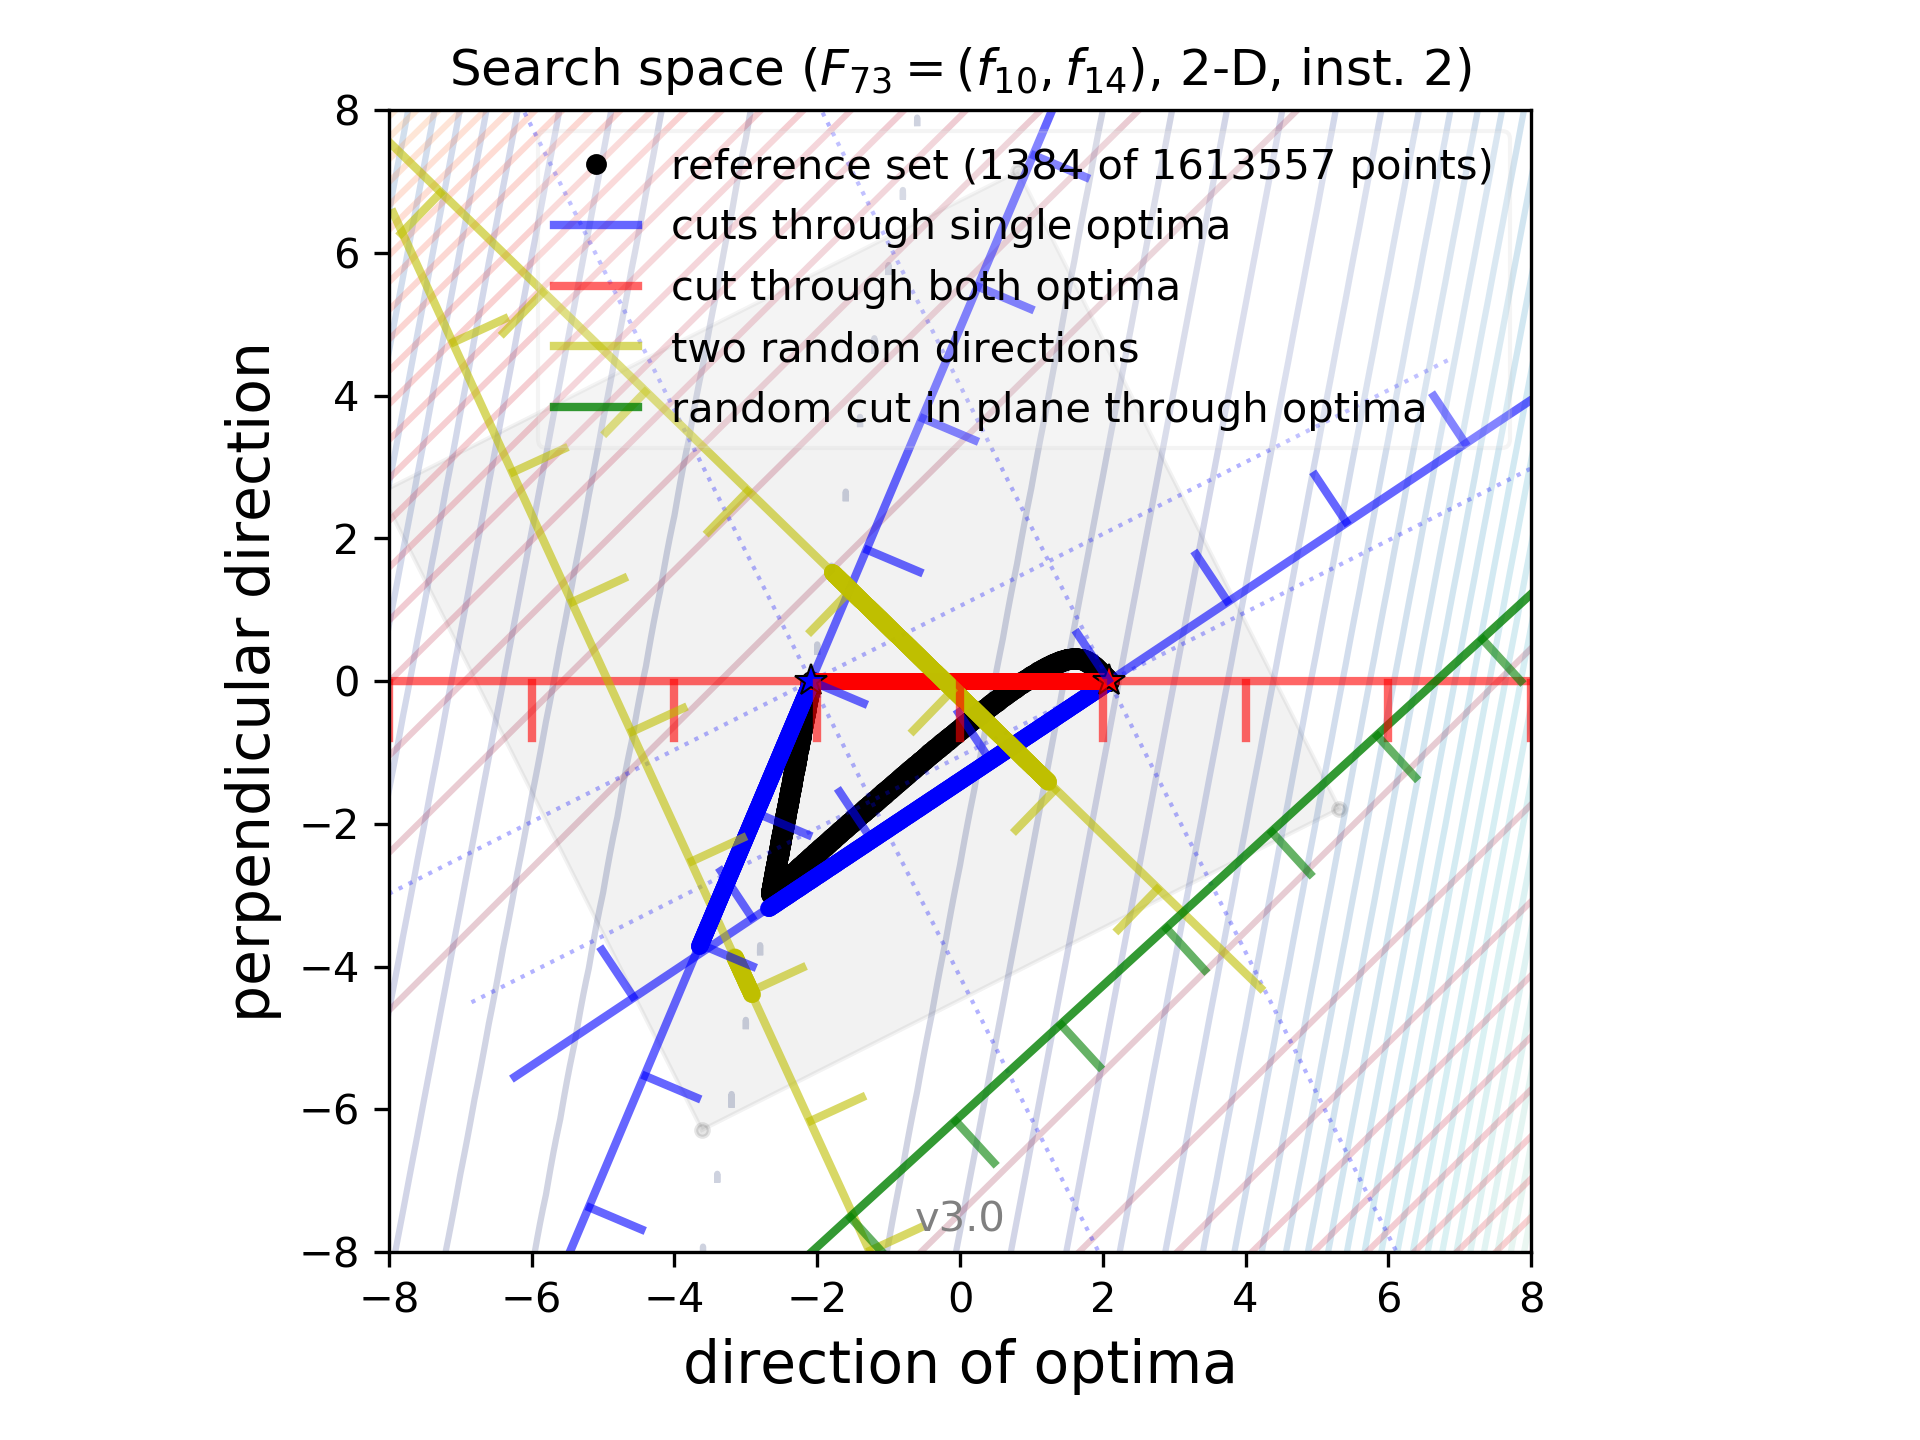 Search space (F73 = (f10, f14), 2-D, inst. 2)
reference set (1384 of 1613557 points)
cuts through single optima
cut through both optima
two random directions
random cut in plane through optima
perpendicular direction
8
6
4
2
0
−2
−4
−6
−8
v3.0
−8 −6 −4 −2 0 2 4 6 8
direction of optima